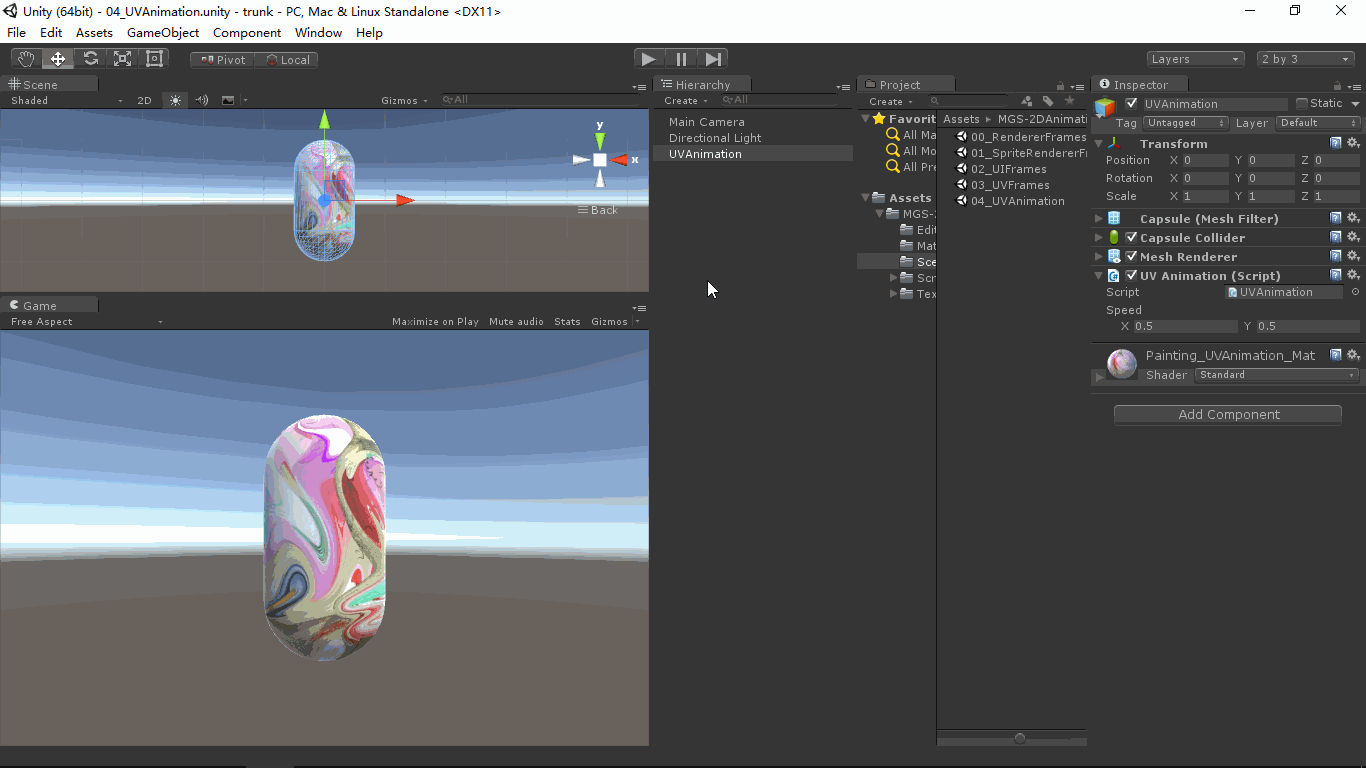 Unity (64bit) - 04_UVAnimation.unity - trunk - PC, Mac & Linux Standalone <DX11>
File Edit Assets GameObject Component Window Help
Pivot Local Layers 2 by 3
Scene
Shaded 2D Gizmos All
y
x
Back
Game
Free Aspect Maximize on Play Mute audio Stats Gizmos
Hierarchy
Create All
Main Camera
Directional Light
UVAnimation
Project
Create
Favorit
All Ma
All Mo
All Pre
Assets
MGS-2
Edit
Mat
Sce
Scr
Tex
Assets MGS-2DAnimati
00_RendererFrames
01_SpriteRendererFr
02_UIFrames
03_UVFrames
04_UVAnimation
Inspector
UVAnimation Static
Tag Untagged Layer Default
Transform
Position X 0 Y 0 Z 0
Rotation X 0 Y 0 Z 0
Scale X 1 Y 1 Z 1
Capsule (Mesh Filter)
Capsule Collider
Mesh Renderer
UV Animation (Script)
Script UVAnimation
Speed
X 0.5 Y 0.5
Painting_UVAnimation_Mat
Shader Standard
Add Component